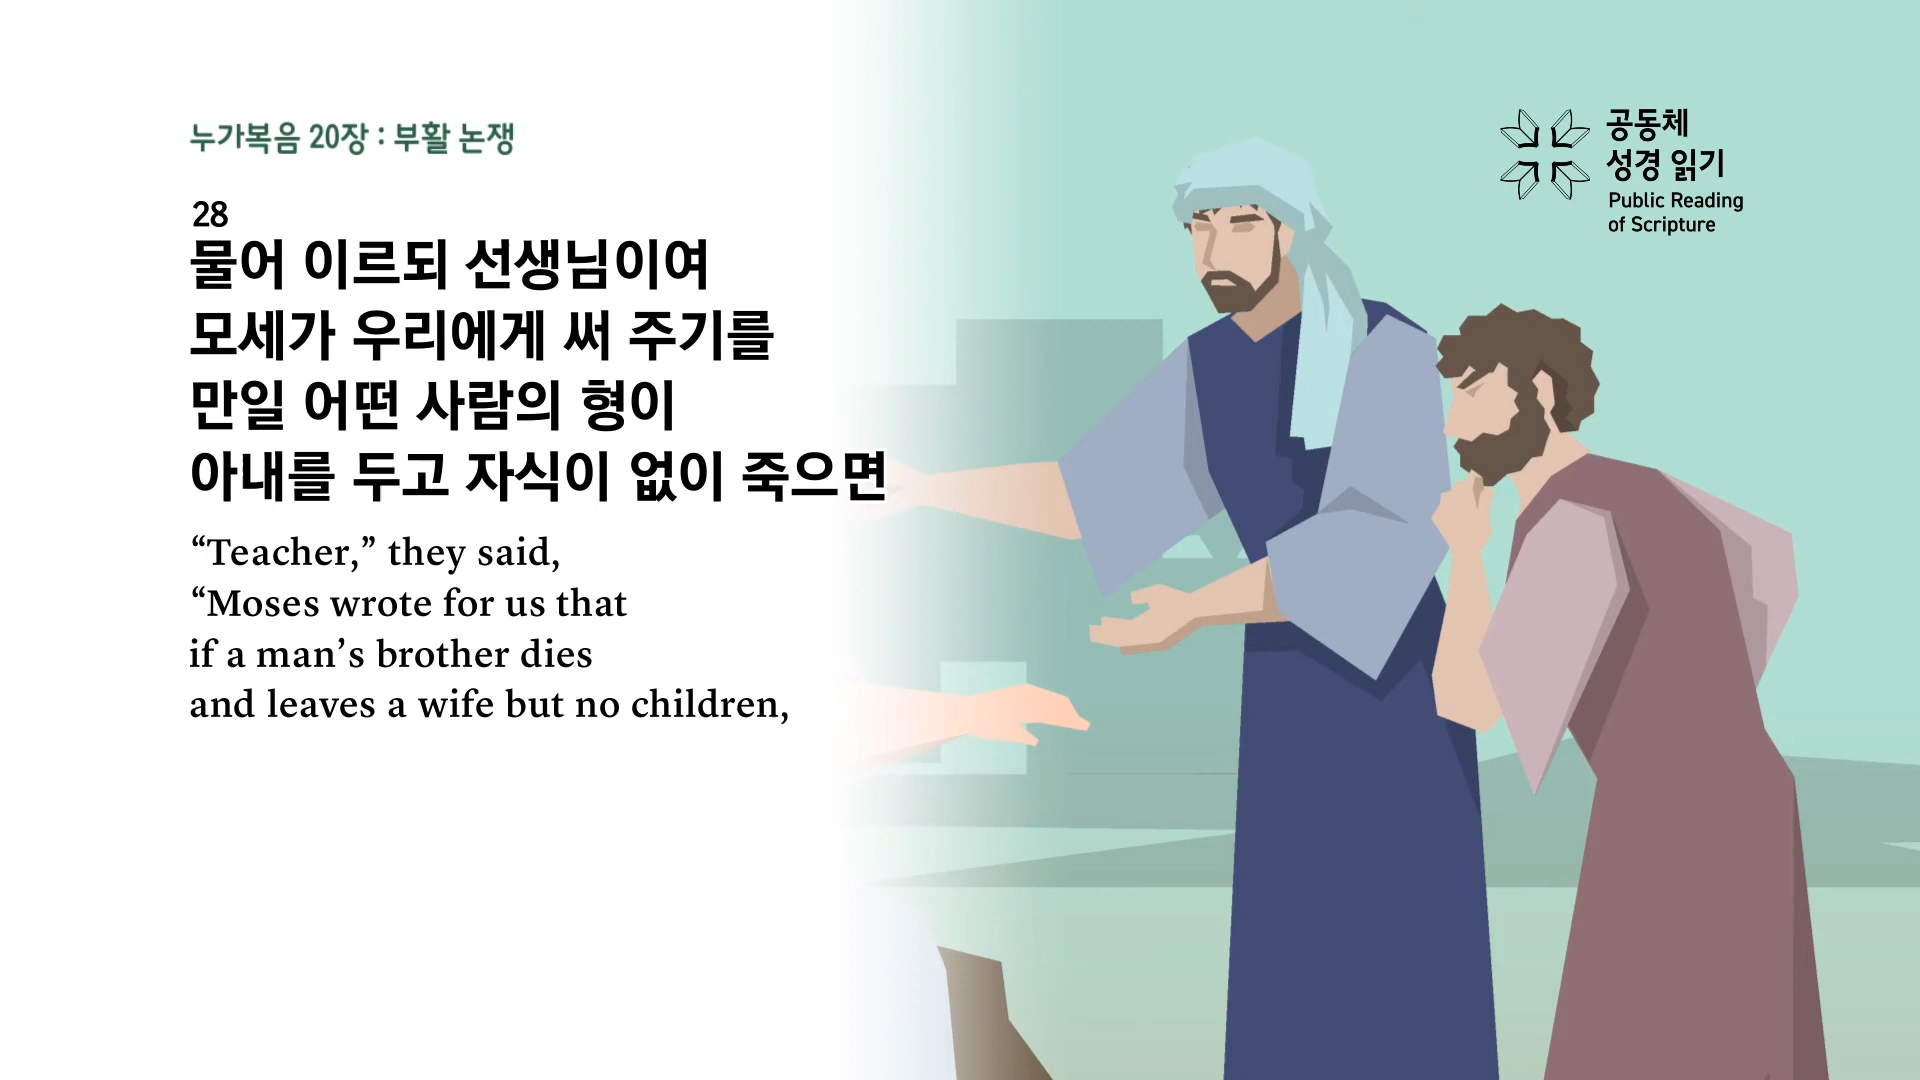 누가복음 20장 : 부활 논쟁
28
물어 이르되 선생님이여
모세가 우리에게 써 주기를
만일 어떤 사람의 형이
아내를 두고 자식이 없이 죽으면
“Teacher,” they said,
“Moses wrote for us that
if a man’s brother dies
and leaves a wife but no children,
공동체
성경 읽기
Public Reading
of Scripture